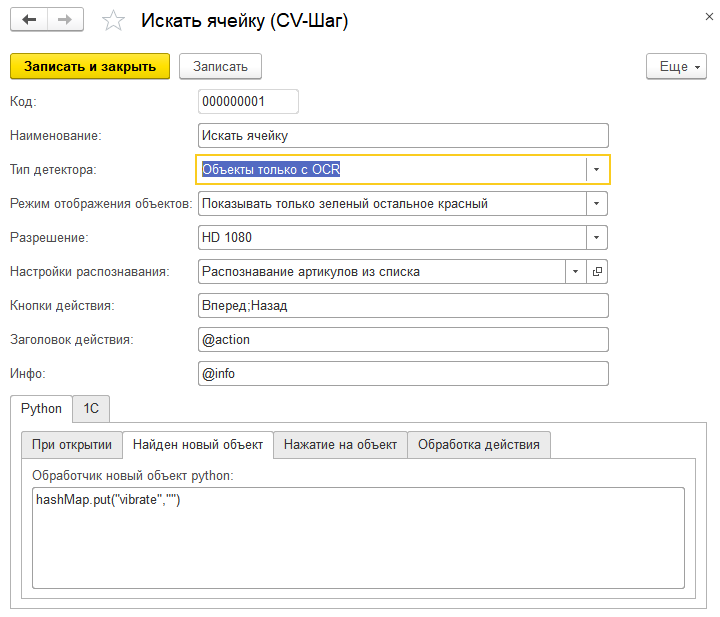 Искать ячейку (CV-Шаг)
Записать и закрыть
Записать
Еще
Код: 000000001
Наименование: Искать ячейку
Тип детектора: Объекты только с OCR
Режим отображения объектов: Показывать только зеленый остальное красный
Разрешение: HD 1080
Настройки распознавания: Распознавание артикулов из списка
Кнопки действия: Вперед;Назад
Заголовок действия: @action
Инфо: @info
Python 1С
При открытии Найден новый объект Нажатие на объект Обработка действия
Обработчик новый объект python:
hashMap.put("vibrate","")